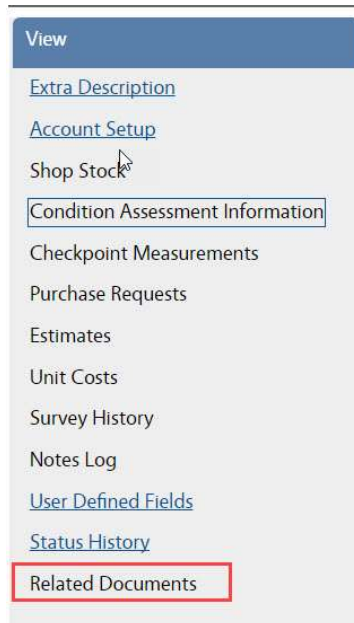 View
Extra Description
Account Setup
Shop Stock
Condition Assessment Information
Checkpoint Measurements
Purchase Requests
Estimates
Unit Costs
Survey History
Notes Log
User Defined Fields
Status History
Related Documents